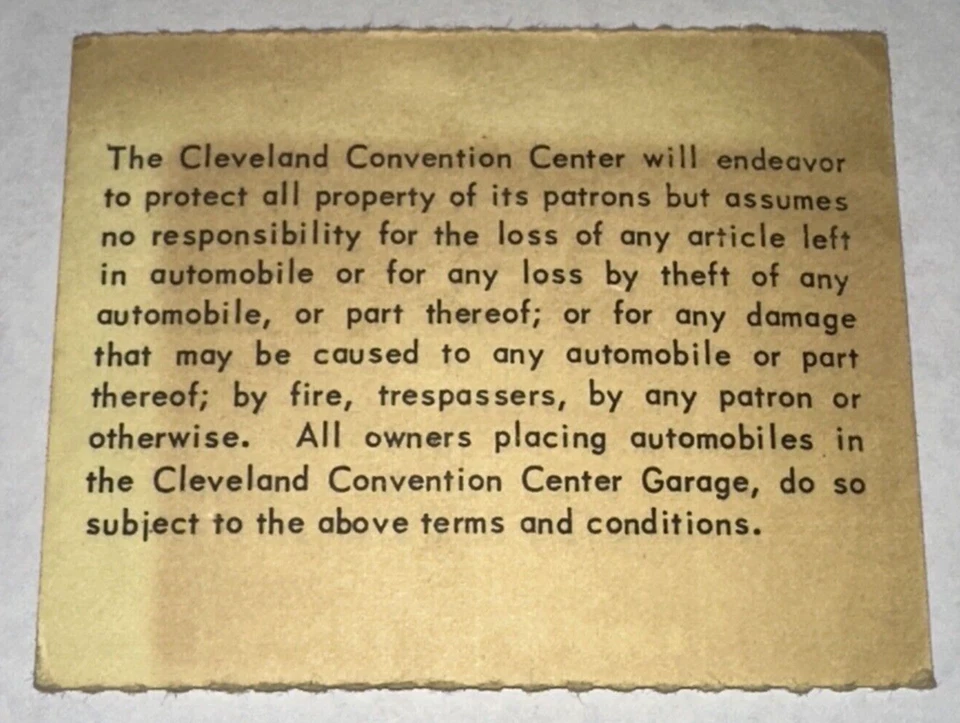 The Cleveland Convention Center will endeavor
to protect all property of its patrons but assumes
no responsibility for the loss of any article left
in automobile or for any loss by theft of any
automobile, or part thereof; or for any damage
that may be caused to any automobile or part
thereof; by fire, trespassers, by any patron or
otherwise. All owners placing automobiles in
the Cleveland Convention Center Garage, do so
subject to the above terms and conditions.